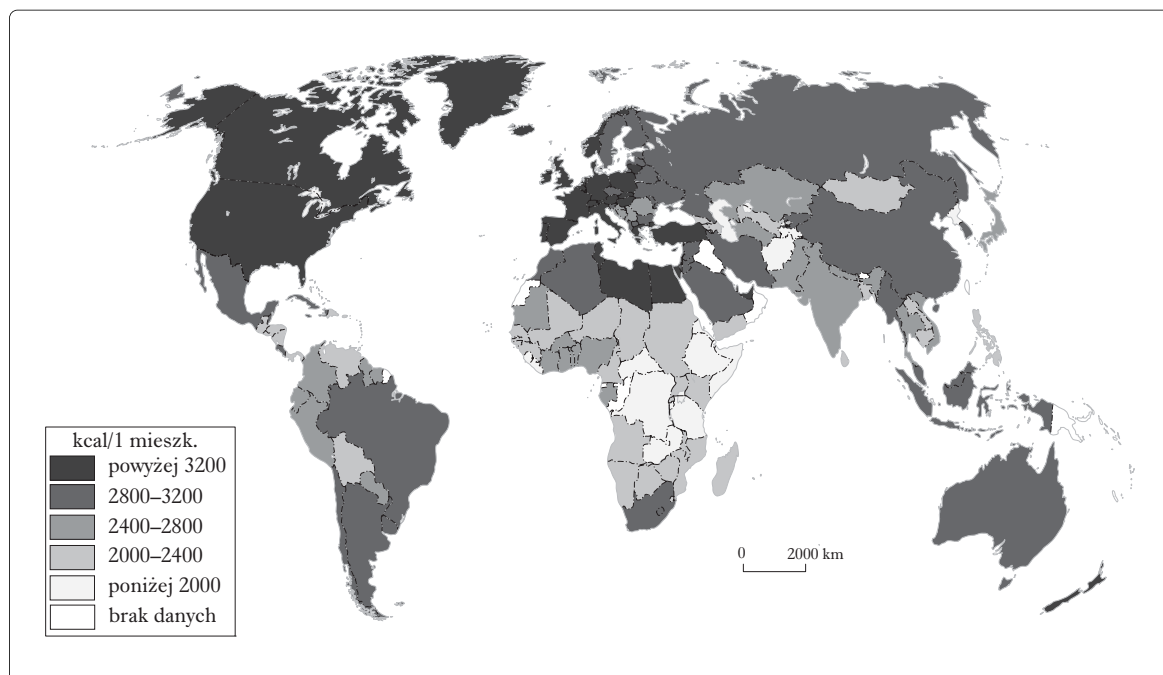 kcal/1 mieszk.
powyżej 3200
2800–3200
2400–2800
2000–2400
poniżej 2000
brak danych
0 2000 km